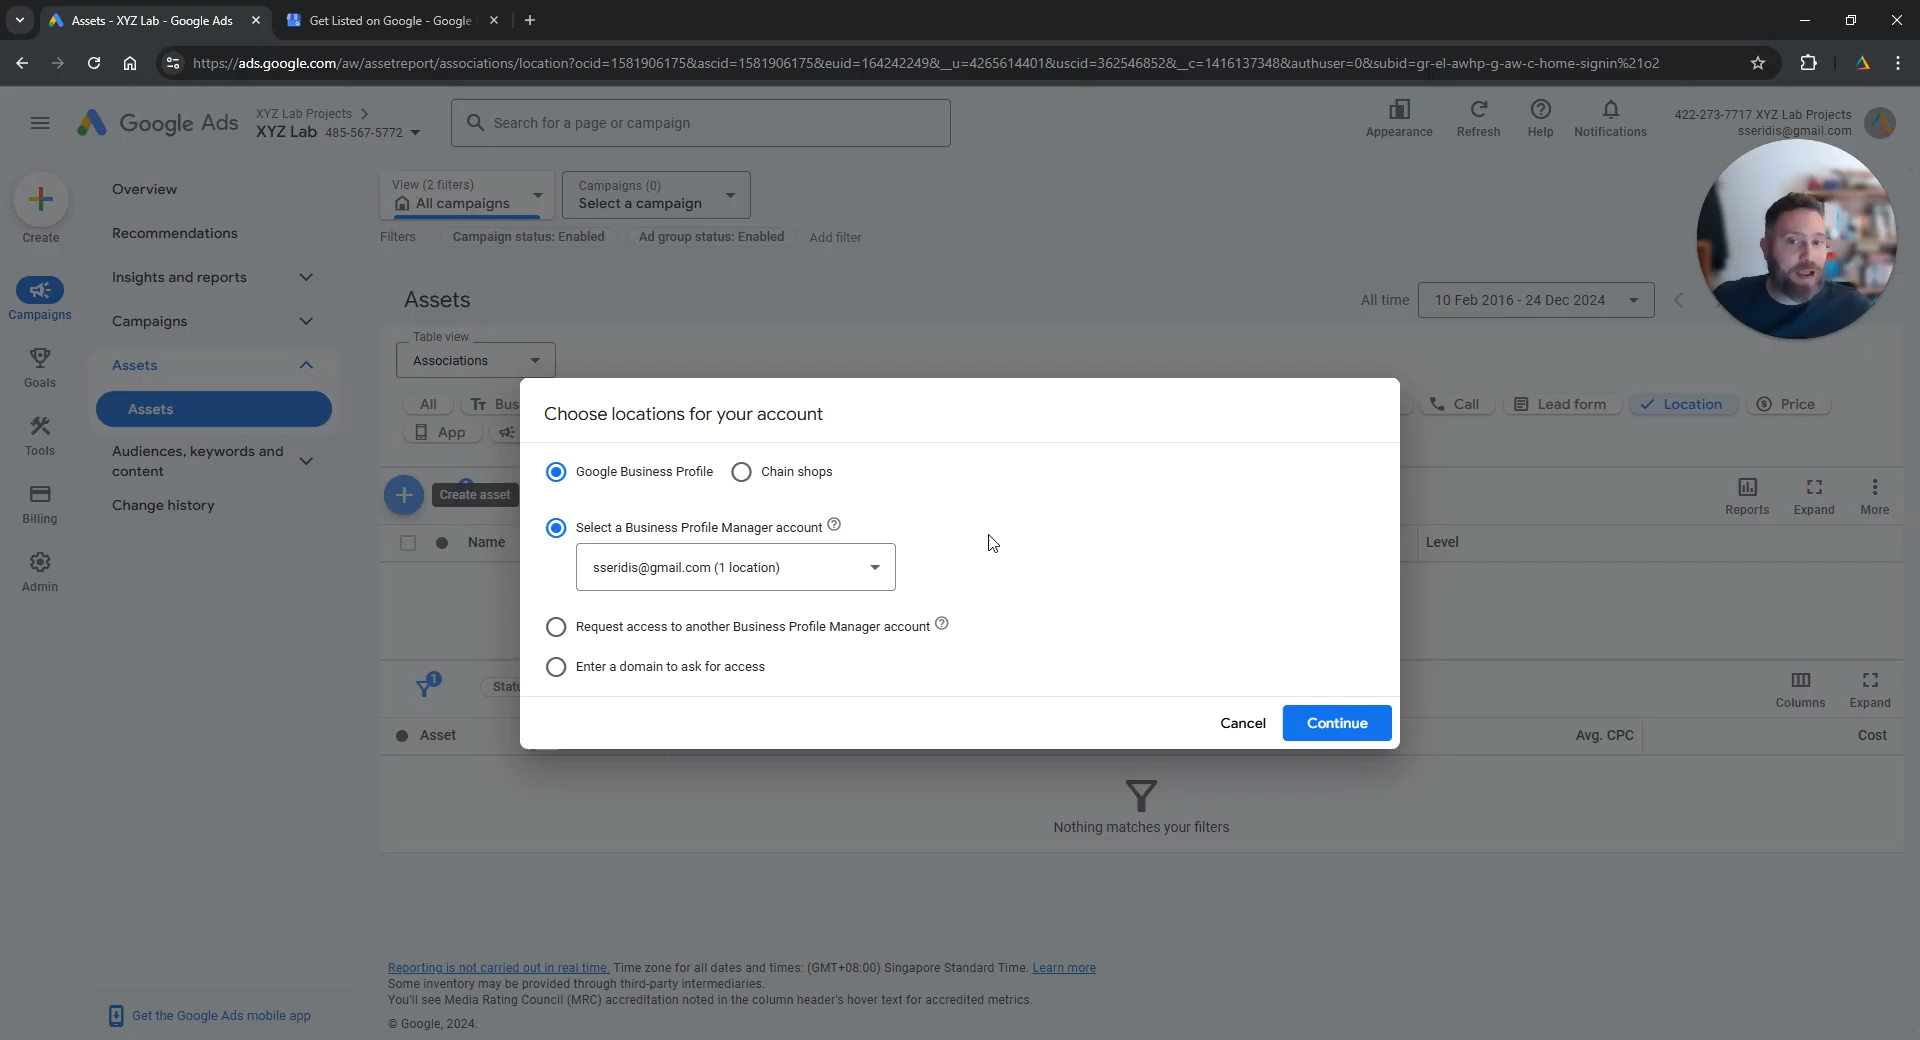 Assets - XYZ Lab - Google Ads
Get Listed on Google - Google
https://ads.google.com/aw/assetreport/associations/location?ocid=1581906175&ascid=1581906175&euid=164242249&__u=4265614401&uscid=362546852&__c=1416137348&authuser=0&subid=gr-el-awhp-g-aw-c-home-signin%21o2
Google Ads
XYZ Lab Projects
XYZ Lab 485-567-5772
Search for a page or campaign
Appearance
Refresh
Help
Notifications
422-273-7717 XYZ Lab Projects
sseridis@gmail.com
Create
Campaigns
Goals
Tools
Billing
Admin
Overview
Recommendations
Insights and reports
Campaigns
Assets
Assets
Audiences, keywords and
content
Change history
Get the Google Ads mobile app
View (2 filters)
All campaigns
Campaigns (0)
Select a campaign
Filters
Campaign status: Enabled
Ad group status: Enabled
Add filter
Assets
All time
10 Feb 2016 - 24 Dec 2024
Table view
Associations
All
Bus
Call
Lead form
Location
Price
App
Create asset
Reports
Expand
More
Name
Level
Choose locations for your account
Google Business Profile
Chain shops
Select a Business Profile Manager account
sseridis@gmail.com (1 location)
Request access to another Business Profile Manager account
Enter a domain to ask for access
Cancel
Continue
1
Statu
Columns
Expand
Asset
Avg. CPC
Cost
Nothing matches your filters
Reporting is not carried out in real time. Time zone for all dates and times: (GMT+08:00) Singapore Standard Time. Learn more
Some inventory may be provided through third-party intermediaries.
You'll see Media Rating Council (MRC) accreditation noted in the column header's hover text for accredited metrics.
© Google, 2024.